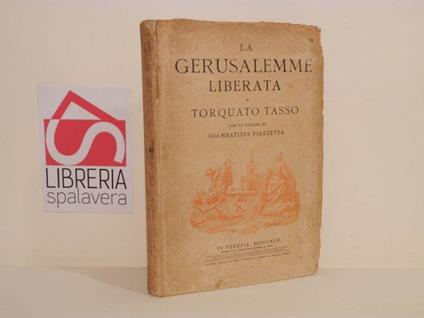 LIBRERIA
spalavera
LA
GERUSALEMME
LIBERATA
TORQUATO TASSO
CON LE FIGURE DI
GIAMBATISTA PIAZZETTA
IN VENEZIA, MDCCXLV.